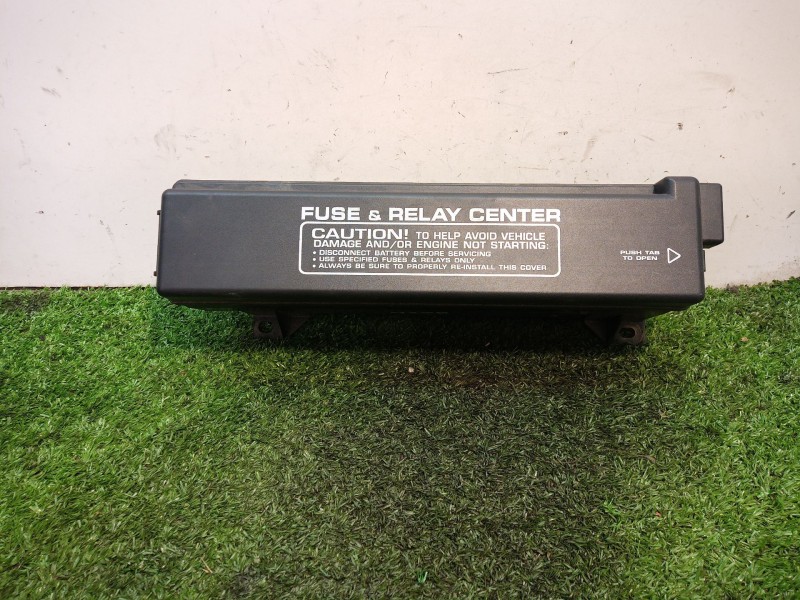 FUSE & RELAY CENTER
CAUTION! TO HELP AVOID VEHICLE
DAMAGE AND/OR ENGINE NOT STARTING:
• DISCONNECT BATTERY BEFORE SERVICING
• USE SPECIFIED FUSES & RELAYS ONLY
• ALWAYS BE SURE TO PROPERLY RE-INSTALL THIS COVER
PUSH TAB
TO OPEN